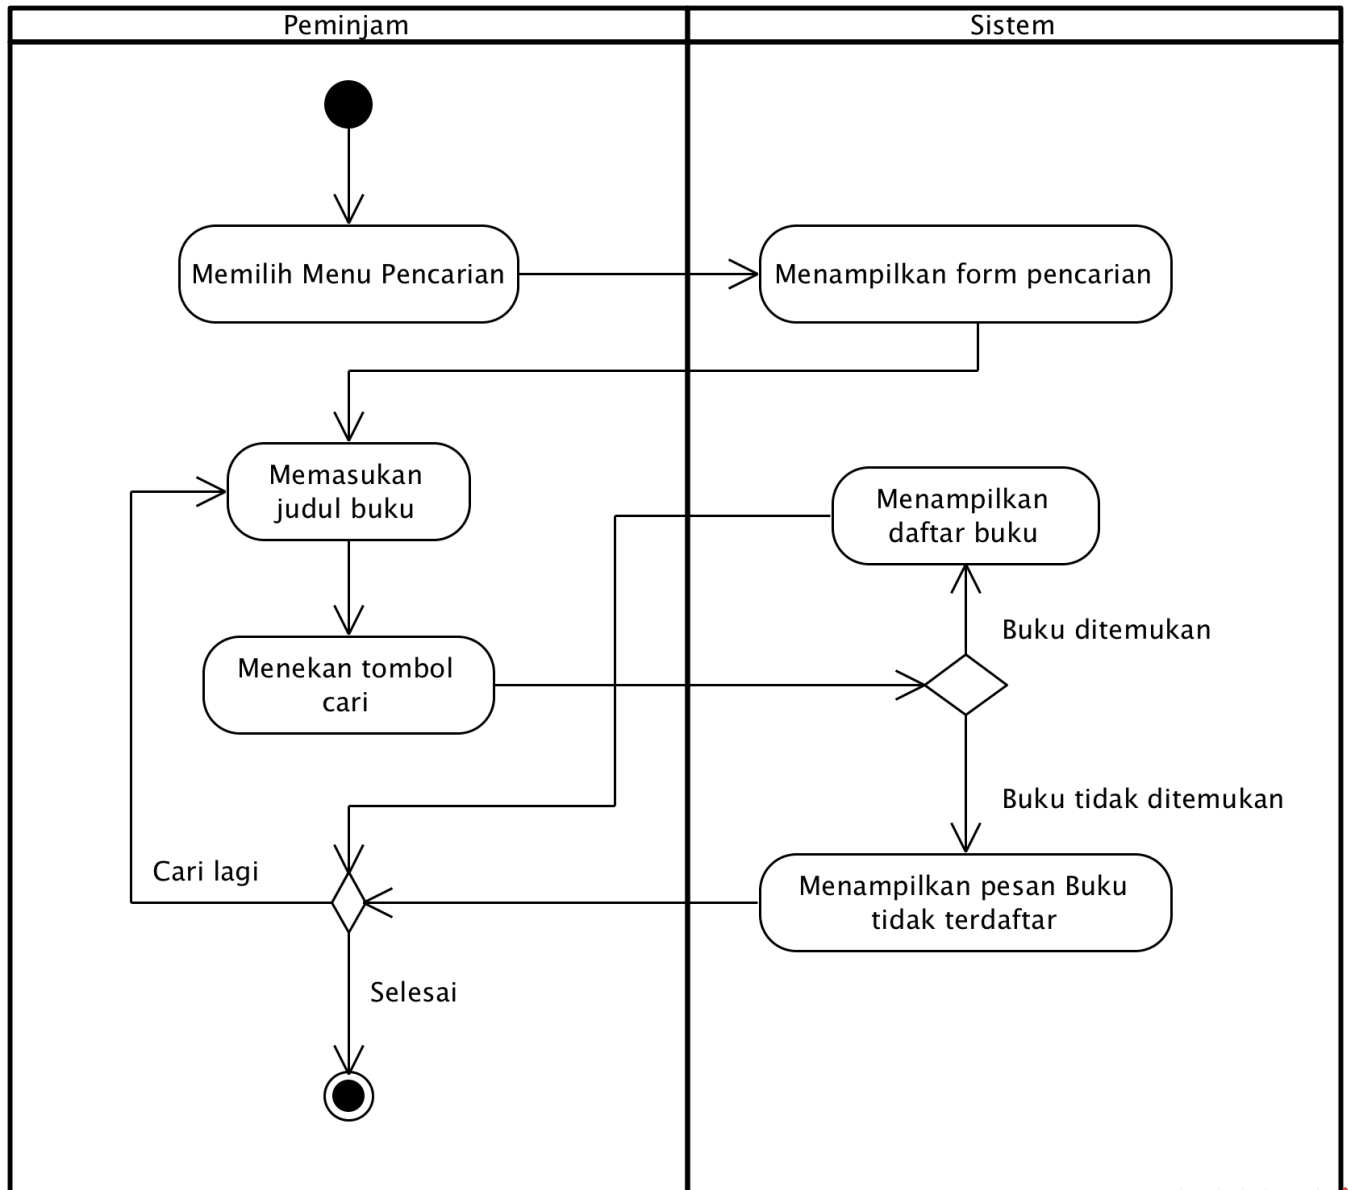 Peminjam
Sistem
Memilih Menu Pencarian
Menampilkan form pencarian
Memasukan
judul buku
Menampilkan
daftar buku
Buku ditemukan
Menekan tombol
cari
Buku tidak ditemukan
Cari lagi
Menampilkan pesan Buku
tidak terdaftar
Selesai